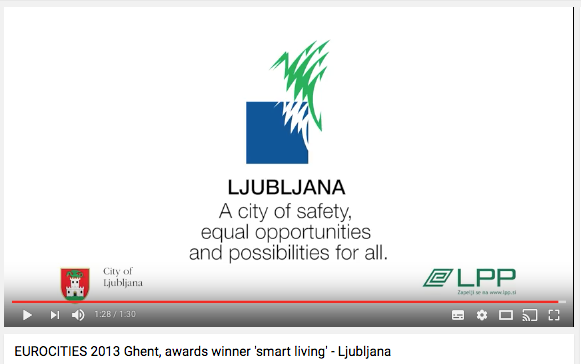 LJUBLJANA
A city of safety,
equal opportunities
and possibilities for all.
City of
Ljubljana
LPP
Zapelji se na www.lpp.si
1:28 / 1:30
EUROCITIES 2013 Ghent, awards winner 'smart living' - Ljubljana